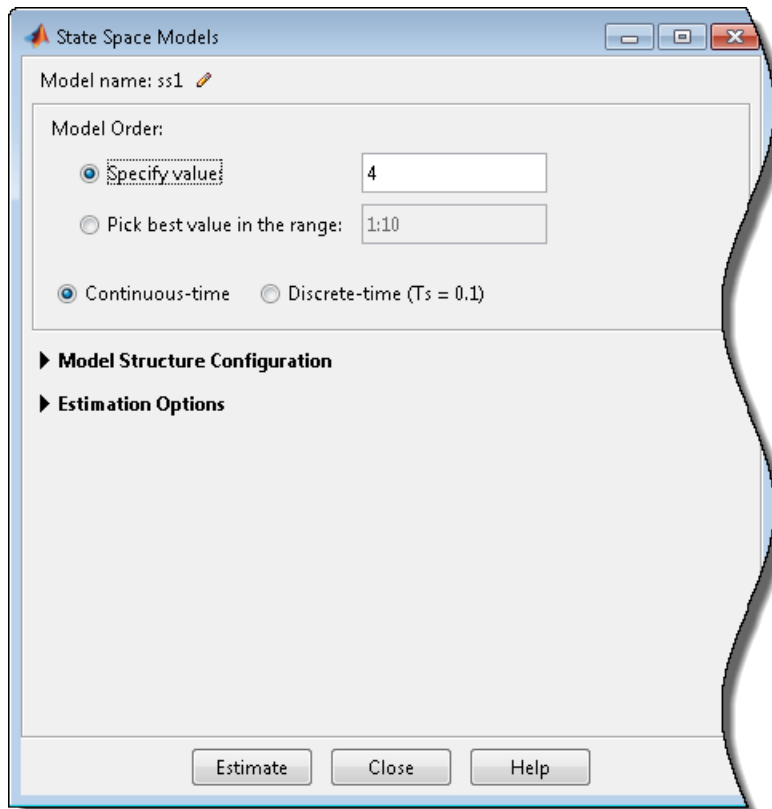 State Space Models
Model name: ss1
Model Order:
Specify value: 4
Pick best value in the range: 1:10
Continuous-time Discrete-time (Ts = 0.1)
Model Structure Configuration
Estimation Options
Estimate Close Help